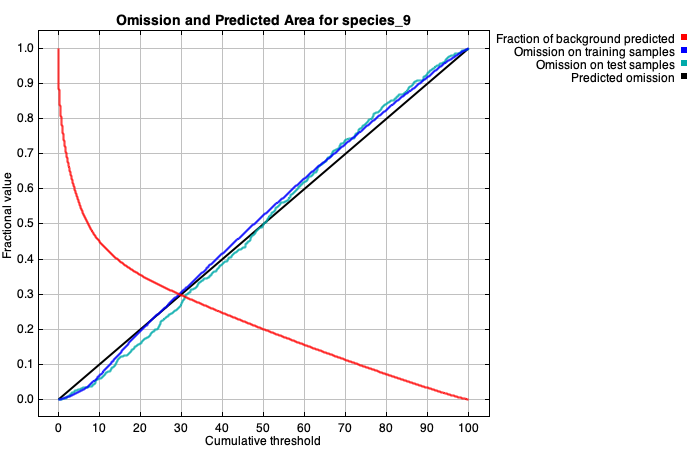 Omission and Predicted Area for species_9
Fraction of background predicted
Omission on training samples
Omission on test samples
Predicted omission
Fractional value
1.0
0.9
0.8
0.7
0.6
0.5
0.4
0.3
0.2
0.1
0.0
0 10 20 30 40 50 60 70 80 90 100
Cumulative threshold